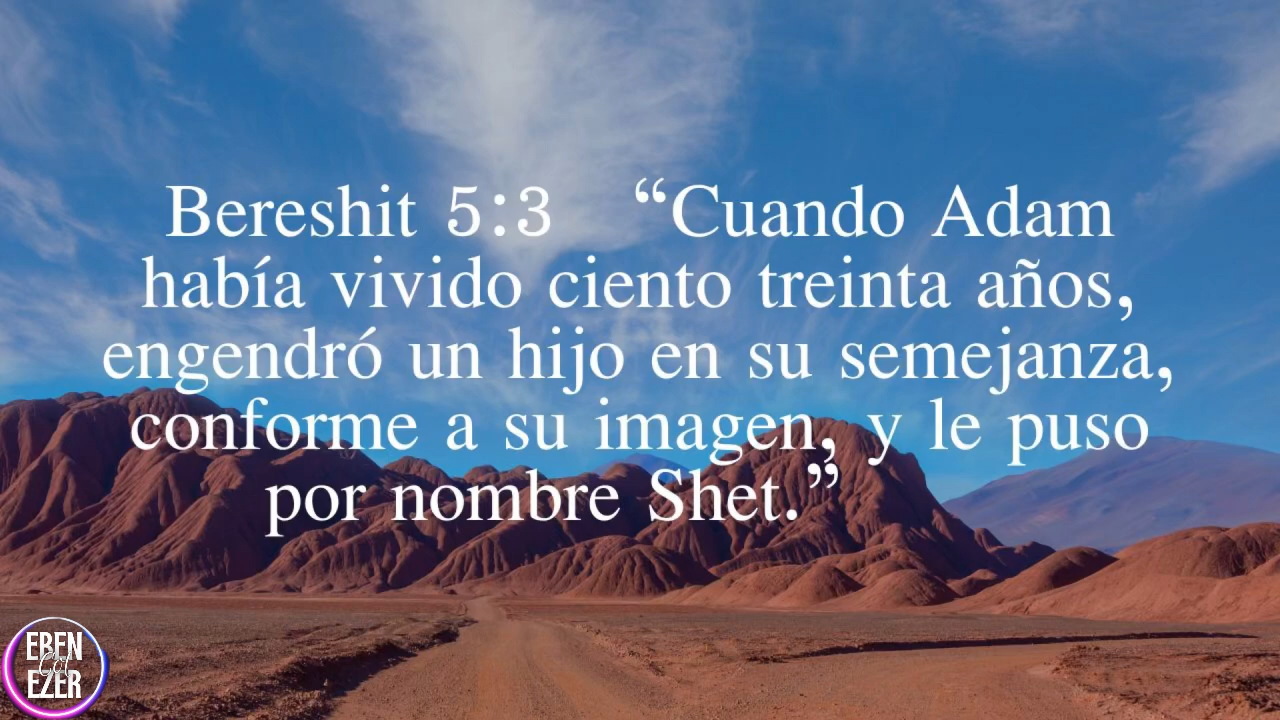 Bereshit 5:3 “Cuando Adam
había vivido ciento treinta años,
engendró un hijo en su semejanza,
conforme a su imagen, y le puso
por nombre Shet.”
EBEN
EZER